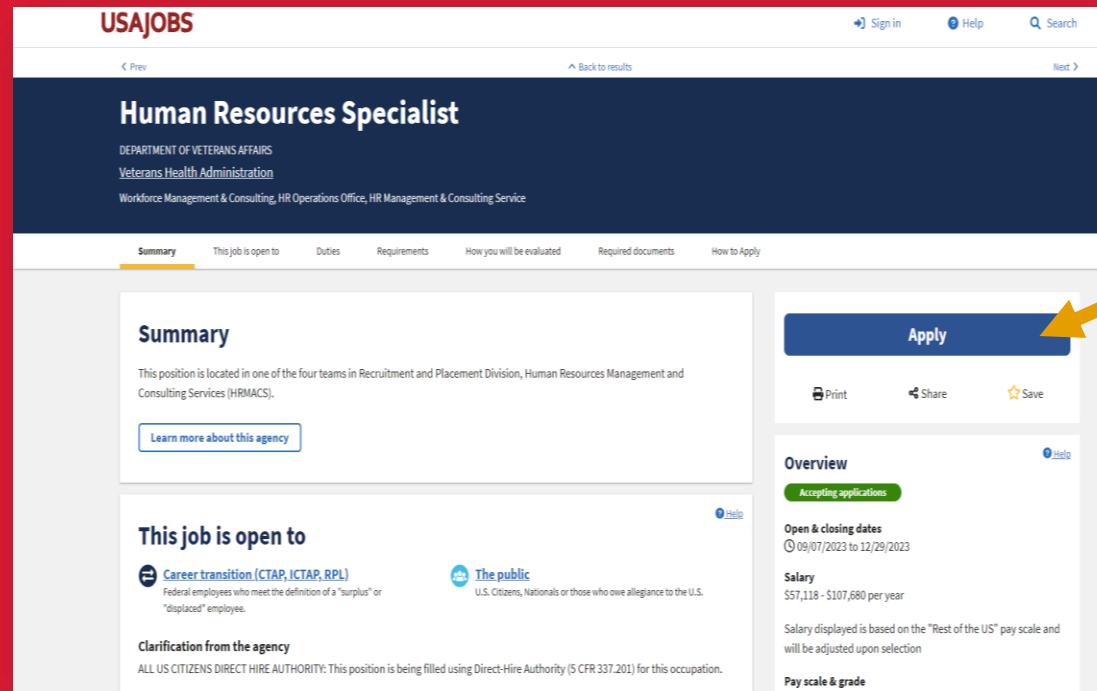 USAJOBS
Sign in
Help
Search
Prev
Back to results
Next
Human Resources Specialist
DEPARTMENT OF VETERANS AFFAIRS
Veterans Health Administration
Workforce Management & Consulting, HR Operations Office, HR Management & Consulting Service
Summary
This job is open to
Duties
Requirements
How you will be evaluated
Required documents
How to Apply
Summary
This position is located in one of the four teams in Recruitment and Placement Division, Human Resources Management and
Consulting Services (HRMACS).
Learn more about this agency
Apply
Print
Share
Save
Help
This job is open to
Career transition (CTAP, ICTAP, RPL)
Federal employees who meet the definition of a "surplus" or
"displaced" employee.
The public
U.S. Citizens, Nationals or those who owe allegiance to the U.S.
Clarification from the agency
ALL US CITIZENS DIRECT HIRE AUTHORITY: This position is being filled using Direct-Hire Authority (5 CFR 337.201) for this occupation.
Help
Overview
Accepting applications
Open & closing dates
09/07/2023 to 12/29/2023
Salary
$57,118 - $107,680 per year
Salary displayed is based on the "Rest of the US" pay scale and
will be adjusted upon selection
Pay scale & grade